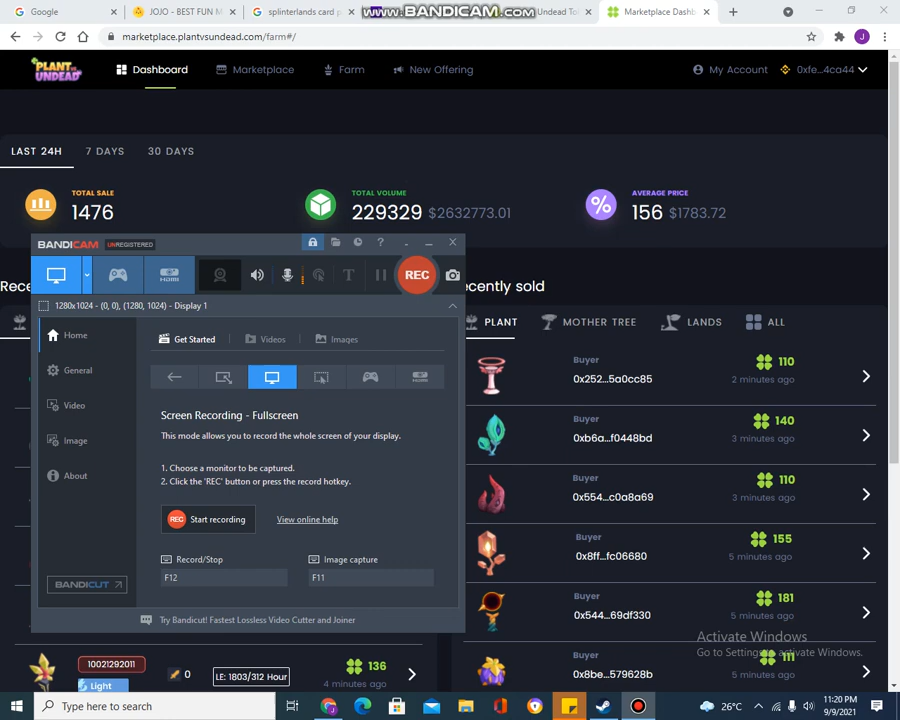 Google
JOJO - BEST FUN M
splinterlands card p
WWW.BANDICAM.COM
Undead To
Marketplace Dashb
marketplace.plantvsundead.com/farm#/
J
PLANT
UNDEAD
Dashboard
Marketplace
Farm
New Offering
My Account
0xfe...4ca44
LAST 24H
7 DAYS
30 DAYS
TOTAL SALE
1476
TOTAL VOLUME
229329 $2632773.01
AVERAGE PRICE
156 $1783.72
BANDICAM UNREGISTERED
HDMI
REC
1280x1024 - (0, 0), (1280, 1024) - Display 1
Home
General
Video
Image
About
BANDICUT
Get Started
Videos
Images
Screen Recording - Fullscreen
This mode allows you to record the whole screen of your display.
1. Choose a monitor to be captured.
2. Click the 'REC' button or press the record hotkey.
REC Start recording
View online help
Record/Stop
F12
Image capture
F11
Try Bandicut! Fastest Lossless Video Cutter and Joiner
Rece
ecently sold
PLANT
MOTHER TREE
LANDS
ALL
Buyer
0x252...5a0cc85
110
2 minutes ago
Buyer
0xb6a...f0448bd
140
3 minutes ago
Buyer
0x554...c0a8a69
110
3 minutes ago
Buyer
0x8ff...fc06680
155
5 minutes ago
Buyer
0x544...69df330
181
5 minutes ago
Buyer
0x8be...579628b
111
Activate Windows
Go to Settings to activate Windows.
10021292011
Light
0
LE: 1803/312 Hour
136
4 minutes ago
Type here to search
26°C
11:20 PM
9/9/2021